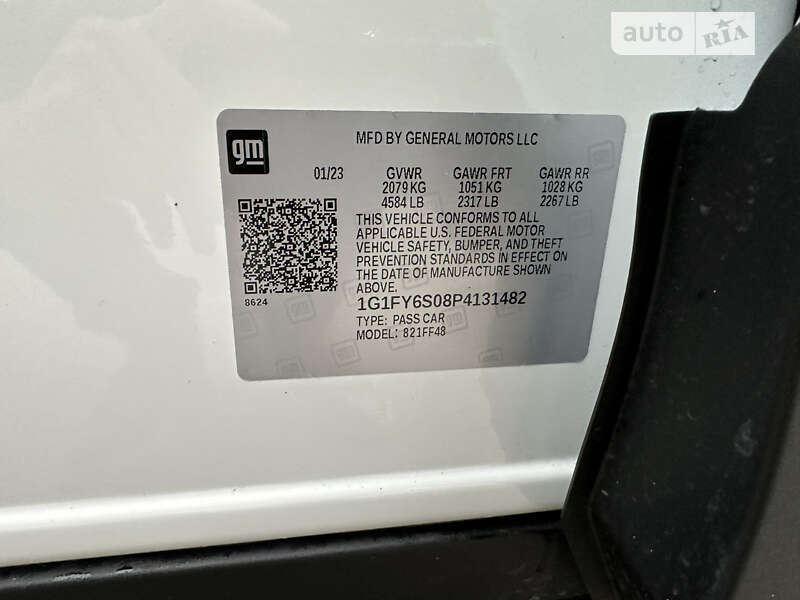 auto RIA
gm
MFD BY GENERAL MOTORS LLC
01/23 GVWR GAWR FRT GAWR RR
2079 KG 1051 KG 1028 KG
4584 LB 2317 LB 2267 LB
THIS VEHICLE CONFORMS TO ALL
APPLICABLE U.S. FEDERAL MOTOR
VEHICLE SAFETY, BUMPER, AND THEFT
PREVENTION STANDARDS IN EFFECT ON
THE DATE OF MANUFACTURE SHOWN
ABOVE.
8624
1G1FY6S08P4131482
TYPE: PASS CAR
MODEL: 821FF48